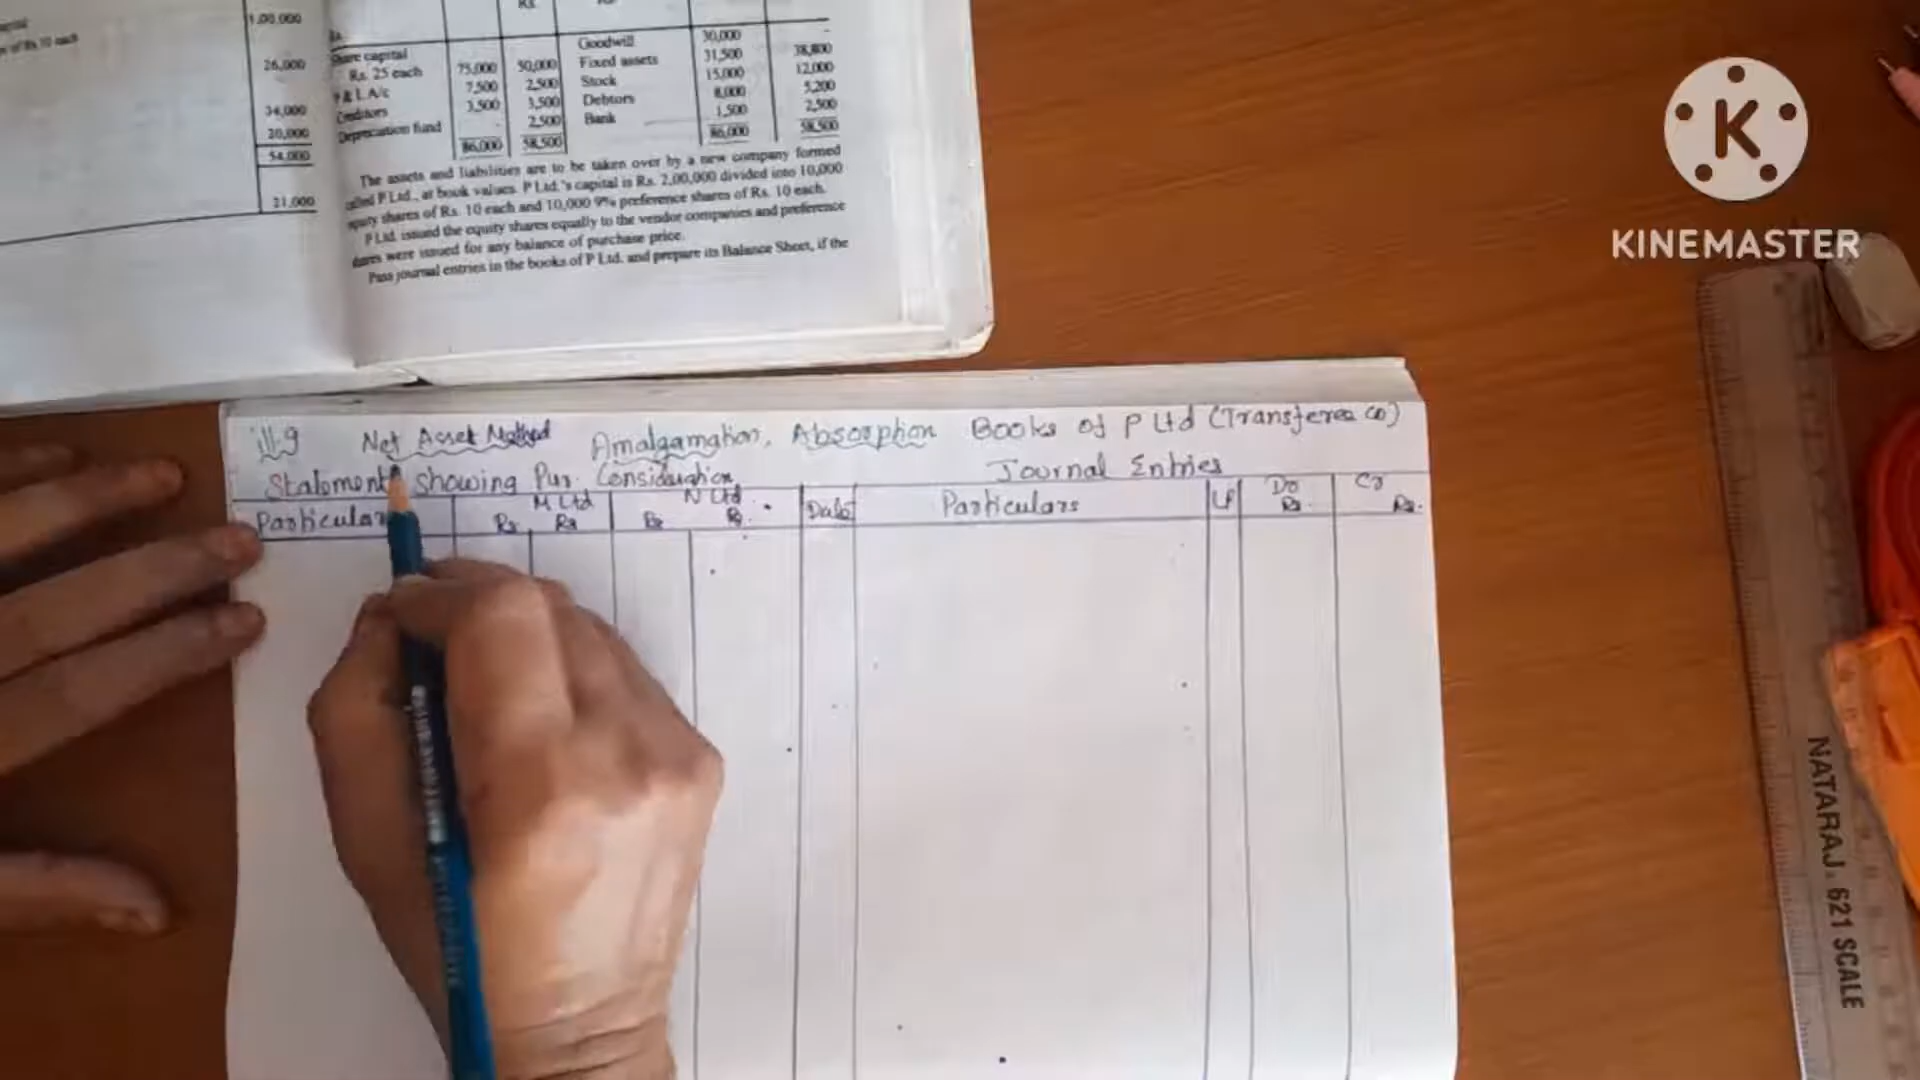 1,00,000
of Rs 10 each
26,000
34,000
20,000
54,000
21,000
Rs.
Share capital 75,000 50,000 Goodwill 30,000 -
Rs. 25 each Fixed assets 31,500 38,800
P & L A/c 7,500 2,500 Stock 15,000 12,000
Creditors 3,500 3,500 Debtors 8,000 5,200
Depreciation fund - 2,500 Bank 1,500 2,500
86,000 58,500 86,000 58,500
The assets and liabilities are to be taken over by a new company formed
called P Ltd., at book values. P Ltd.'s capital is Rs. 2,00,000 divided into 10,000
equity shares of Rs. 10 each and 10,000 9% preference shares of Rs. 10 each.
P Ltd. issued the equity shares equally to the vendor companies and preference
shares were issued for any balance of purchase price.
Pass journal entries in the books of P Ltd. and prepare its Balance Sheet, if the
K
KINEMASTER
ill.9 Net Asset Method Amalgamation, Absorption Books of P Ltd (Transferee Co)
Statement showing Pur. Consideration Journal Entries
Particulars M Ltd N Ltd Date Particulars LF Dr Cr
Rs Rs Rs Rs. Rs. Rs.
NATARAJ 621 SCALE